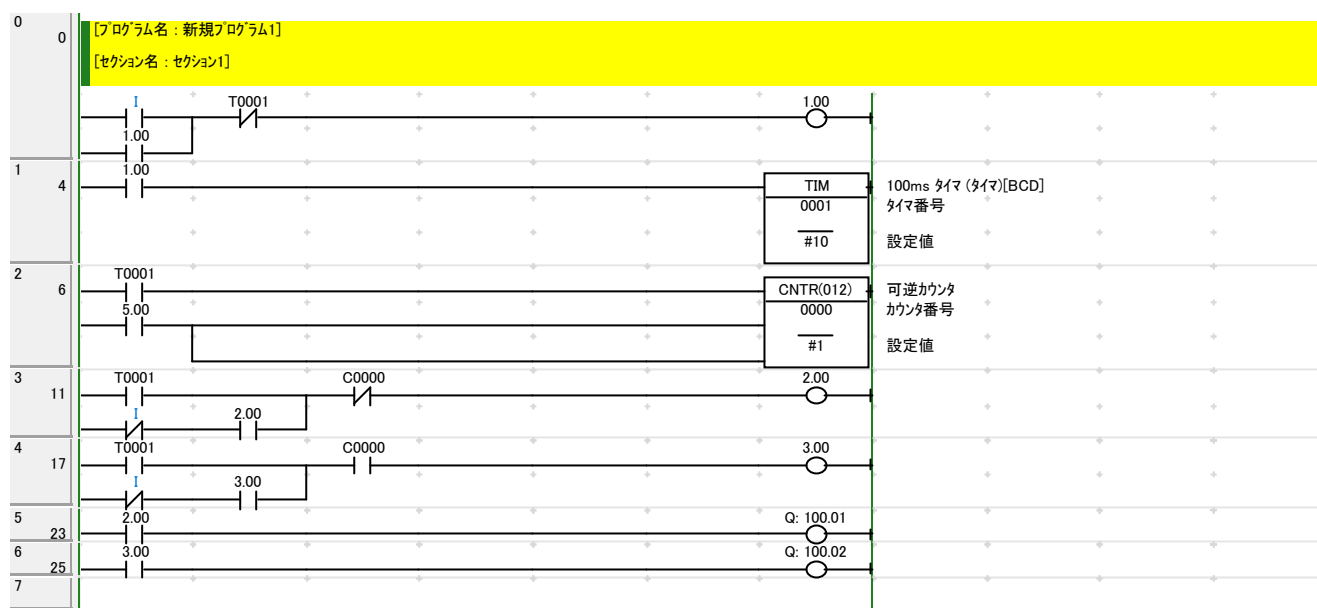 0
0
[プログラム名 : 新規プログラム1]
[セクション名 : セクション1]
I T0001 1.00
1.00
1
4
1.00
TIM 100ms タイマ (タイマ)[BCD]
0001 タイマ番号
#10 設定値
2
6
T0001
CNTR(012) 可逆カウンタ
5.00
0000 カウンタ番号
#1 設定値
3
11
T0001 C0000 2.00
I 2.00
4
17
T0001 C0000 3.00
I 3.00
5
23
2.00 Q: 100.01
6
25
3.00 Q: 100.02
7